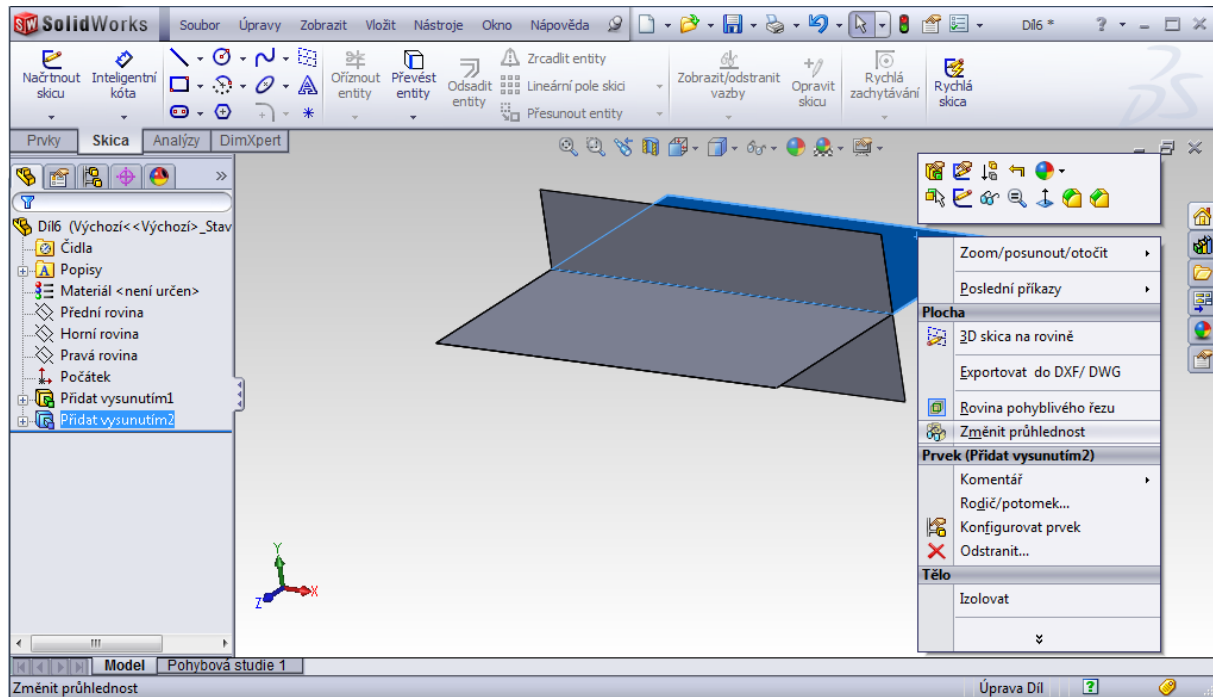 SolidWorks Soubor Úpravy Zobrazit Vložit Nástroje Okno Nápověda Díl6 * ?
Načrtnout skicu
Inteligentní kóta
Oříznout entity
Převést entity
Odsadit entity
Zrcadlit entity
Lineární pole skici
Přesunout entity
Zobrazit/odstranit vazby
Opravit skicu
Rychlá zachytávání
Rychlá skica
Prvky Skica Analýzy DimXpert
Díl6 (Výchozí<<Výchozí>_Stav
Čidla
Popisy
Materiál <není určen>
Přední rovina
Horní rovina
Pravá rovina
Počátek
Přidat vysunutím1
Přidat vysunutím2
Y
X
Z
Zoom/posunout/otočit
Poslední příkazy
Plocha
3D skica na rovině
Exportovat do DXF/ DWG
Rovina pohyblivého řezu
Změnit průhlednost
Prvek (Přidat vysunutím2)
Komentář
Rodič/potomek...
Konfigurovat prvek
Odstranit...
Tělo
Izolovat
Model Pohybová studie 1
Změnit průhlednost Úprava Díl ?